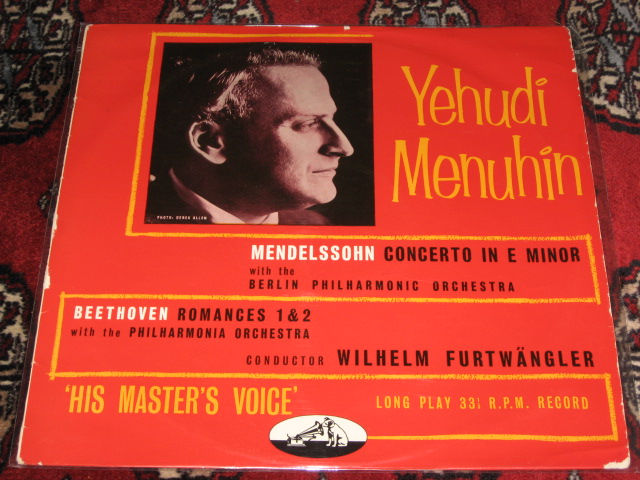 Yehudi
Menuhin
PHOTO: DEREK ALLEN
MENDELSSOHN CONCERTO IN E MINOR
with the
BERLIN PHILHARMONIC ORCHESTRA
BEETHOVEN ROMANCES 1 & 2
with the PHILHARMONIA ORCHESTRA
CONDUCTOR WILHELM FURTWÄNGLER
'HIS MASTER'S VOICE'
LONG PLAY 33⅓ R.P.M. RECORD